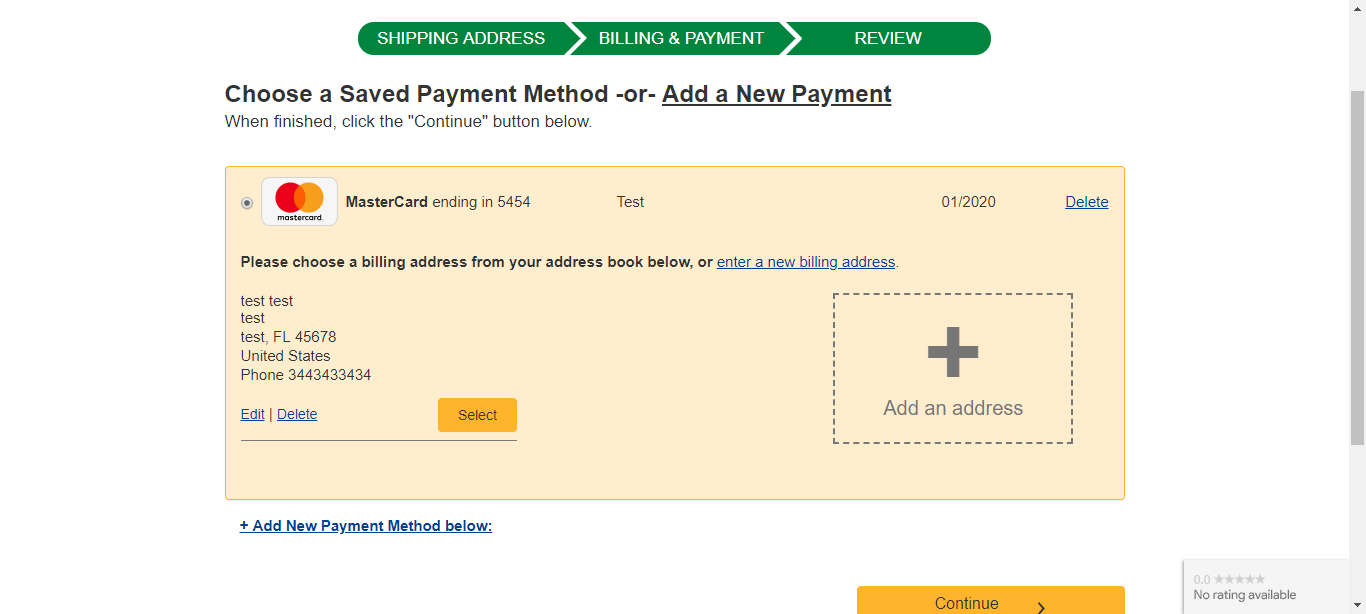 SHIPPING ADDRESS BILLING & PAYMENT REVIEW
Choose a Saved Payment Method -or- Add a New Payment
When finished, click the "Continue" button below.
mastercard.
MasterCard ending in 5454 Test 01/2020 Delete
Please choose a billing address from your address book below, or enter a new billing address.
test test
test
test, FL 45678
United States
Phone 3443433434
Edit | Delete Select
Add an address
+ Add New Payment Method below:
0.0 ★★★★★
No rating available
Continue